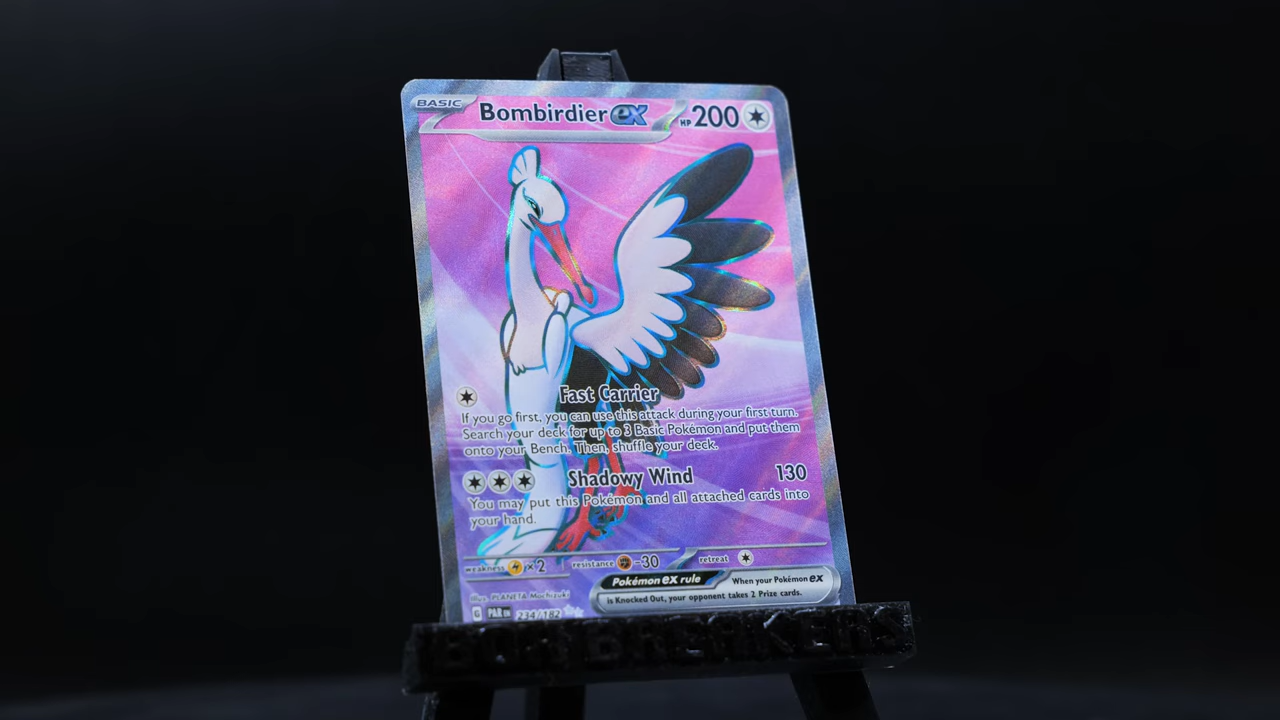 BASIC Bombirdier ex HP 200
Fast Carrier
If you go first, you can use this attack during your first turn.
Search your deck for up to 3 Basic Pokémon and put them
onto your Bench. Then, shuffle your deck.
Shadowy Wind 130
You may put this Pokémon and all attached cards into
your hand.
weakness ×2 resistance -30 retreat
Pokémon ex rule When your Pokémon ex
is Knocked Out, your opponent takes 2 Prize cards.
Illus. PLANETA Mochizuki
G PAR EN 234/182
BOX BREAKERS